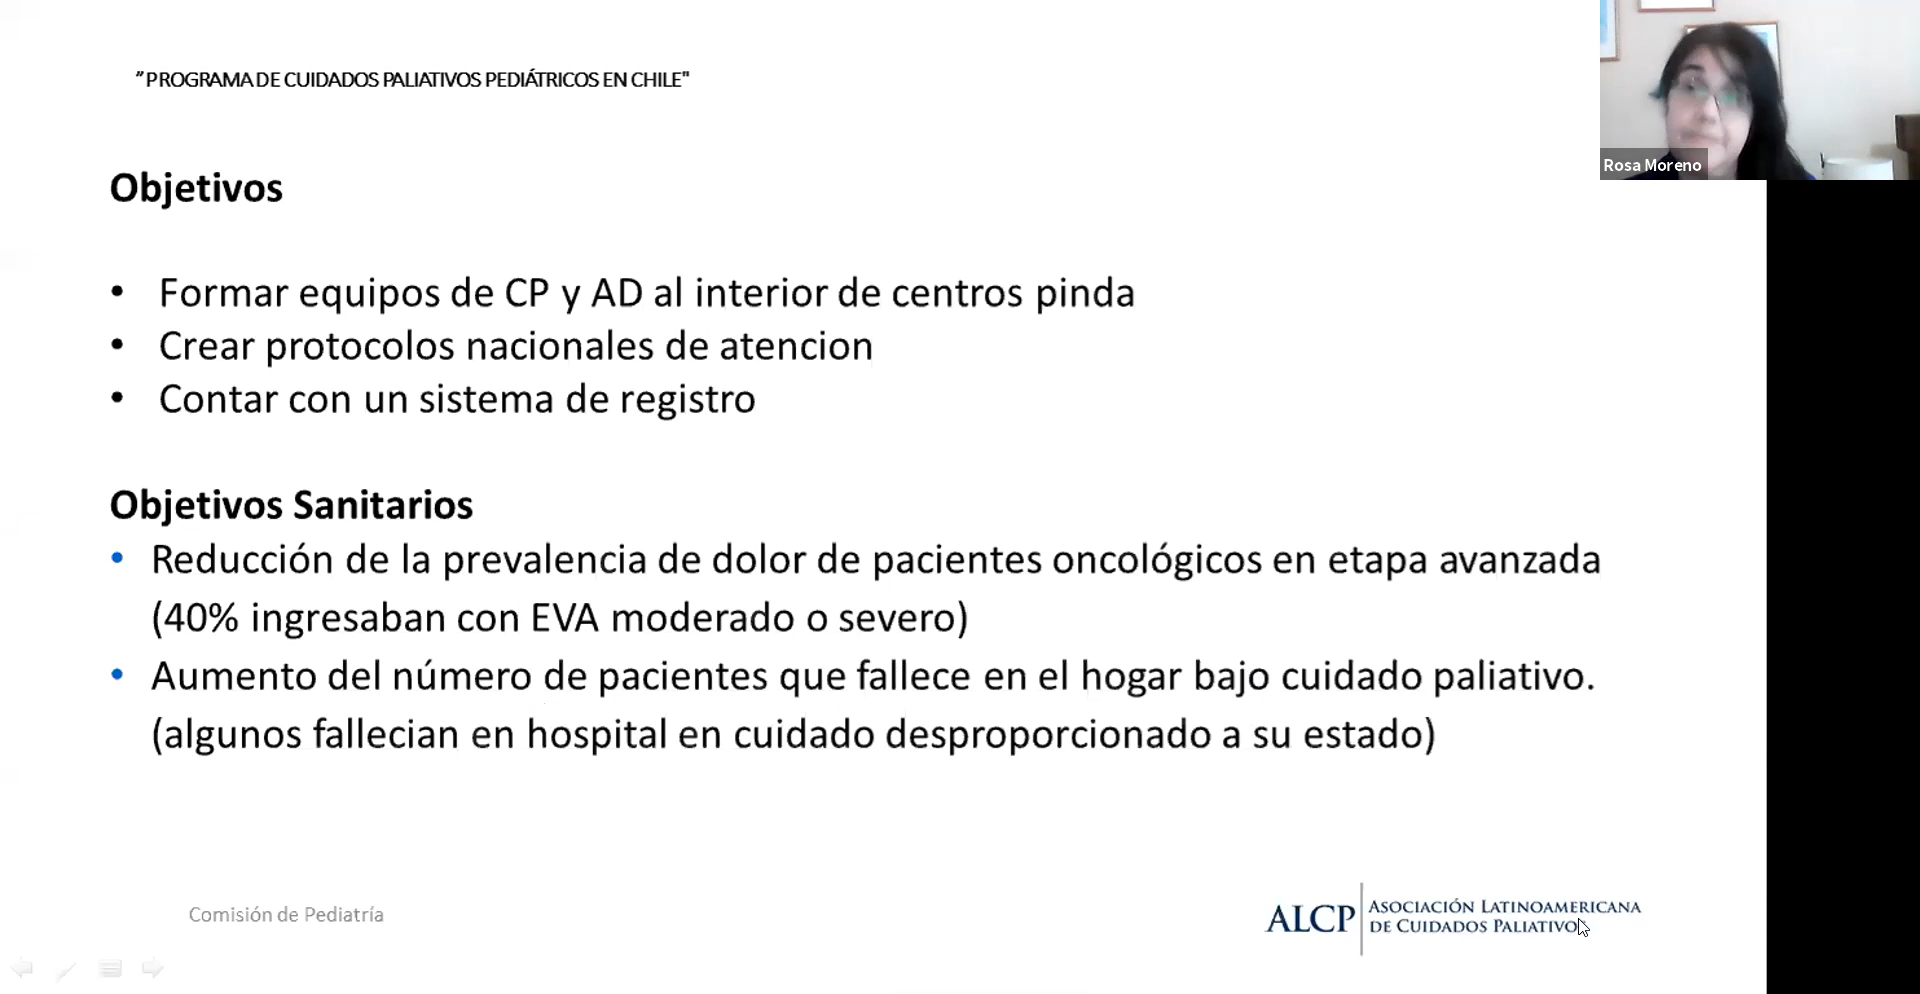 ”PROGRAMA DE CUIDADOS PALIATIVOS PEDIÁTRICOS EN CHILE"
Rosa Moreno
Objetivos
• Formar equipos de CP y AD al interior de centros pinda
• Crear protocolos nacionales de atencion
• Contar con un sistema de registro
Objetivos Sanitarios
• Reducción de la prevalencia de dolor de pacientes oncológicos en etapa avanzada
(40% ingresaban con EVA moderado o severo)
• Aumento del número de pacientes que fallece en el hogar bajo cuidado paliativo.
(algunos fallecian en hospital en cuidado desproporcionado a su estado)
Comisión de Pediatría
ALCP
ASOCIACIÓN LATINOAMERICANA
DE CUIDADOS PALIATIVOS